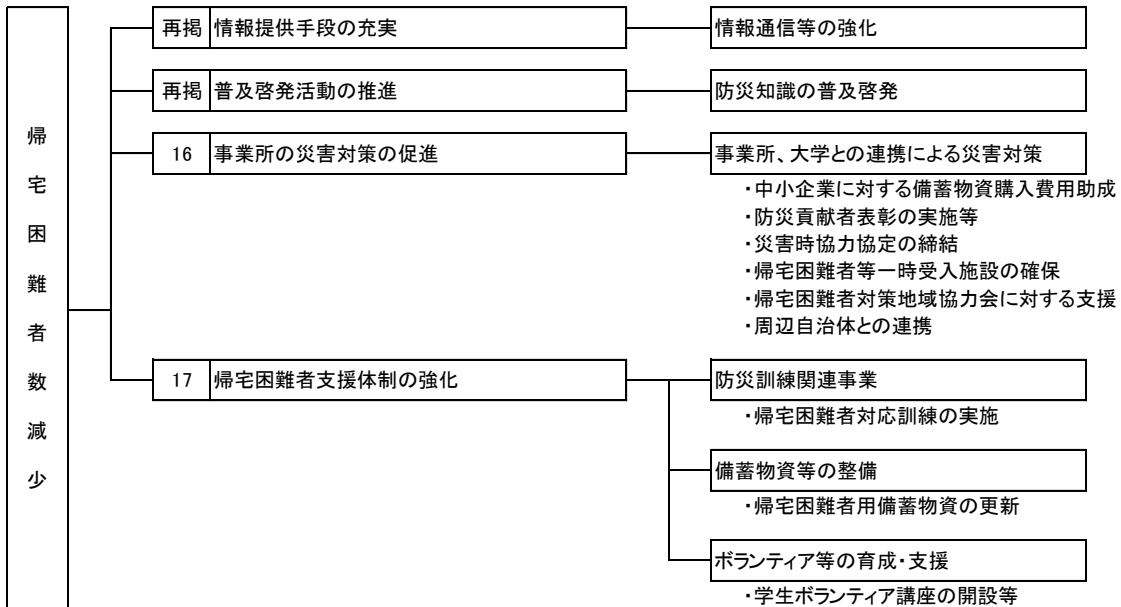 帰宅困難者数減少
再掲 情報提供手段の充実 情報通信等の強化
再掲 普及啓発活動の推進 防災知識の普及啓発
16 事業所の災害対策の促進 事業所、大学との連携による災害対策
・中小企業に対する備蓄物資購入費用助成
・防災貢献者表彰の実施等
・災害時協力協定の締結
・帰宅困難者等一時受入施設の確保
・帰宅困難者対策地域協力会に対する支援
・周辺自治体との連携
17 帰宅困難者支援体制の強化 防災訓練関連事業
・帰宅困難者対応訓練の実施
備蓄物資等の整備
・帰宅困難者用備蓄物資の更新
ボランティア等の育成・支援
・学生ボランティア講座の開設等